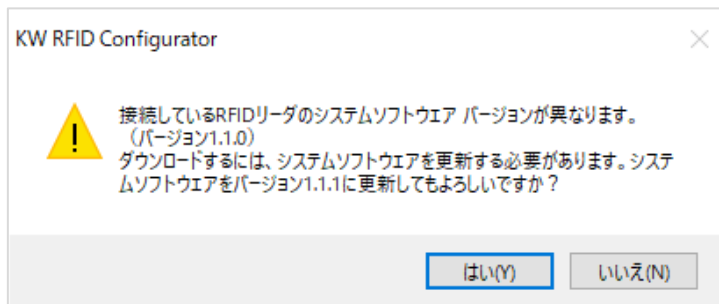 KW RFID Configurator
接続しているRFIDリーダのシステムソフトウェア バージョンが異なります。
（バージョン1.1.0）
ダウンロードするには、システムソフトウェアを更新する必要があります。システ
ムソフトウェアをバージョン1.1.1に更新してもよろしいですか？
はい(Y)
いいえ(N)